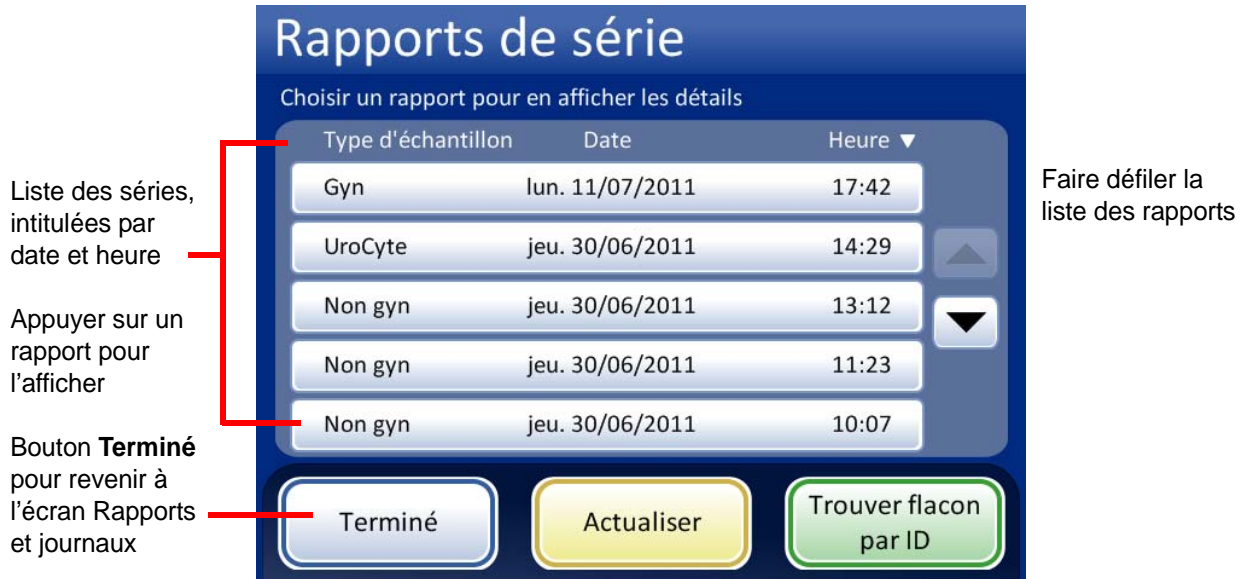 Rapports de série
Choisir un rapport pour en afficher les détails
Type d'échantillon Date Heure ▼
Gyn lun. 11/07/2011 17:42
UroCyte jeu. 30/06/2011 14:29
Non gyn jeu. 30/06/2011 13:12
Non gyn jeu. 30/06/2011 11:23
Non gyn jeu. 30/06/2011 10:07
Terminé
Actualiser
Trouver flacon
par ID
Liste des séries,
intitulées par
date et heure
Appuyer sur un
rapport pour
l’afficher
Bouton Terminé
pour revenir à
l’écran Rapports
et journaux
Faire défiler la
liste des rapports